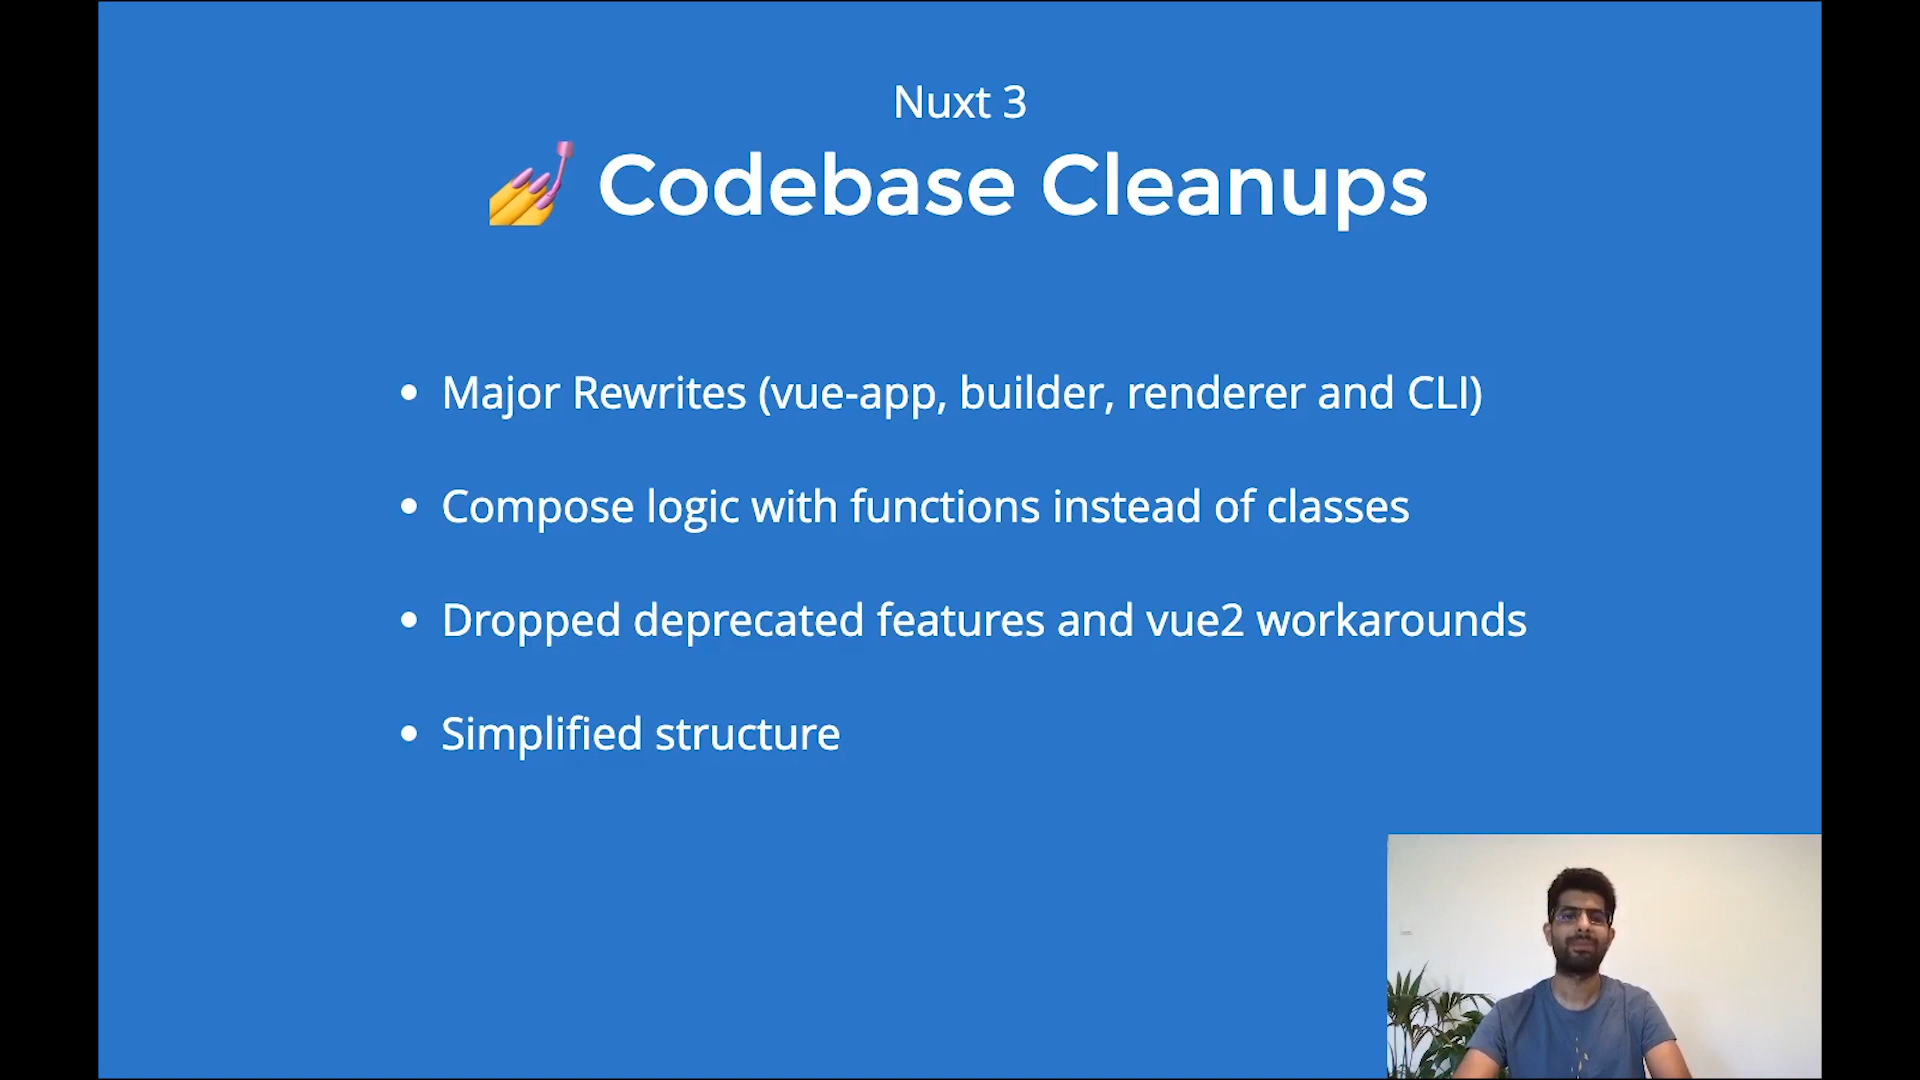 Nuxt 3
💅 Codebase Cleanups
• Major Rewrites (vue-app, builder, renderer and CLI)
• Compose logic with functions instead of classes
• Dropped deprecated features and vue2 workarounds
• Simplified structure